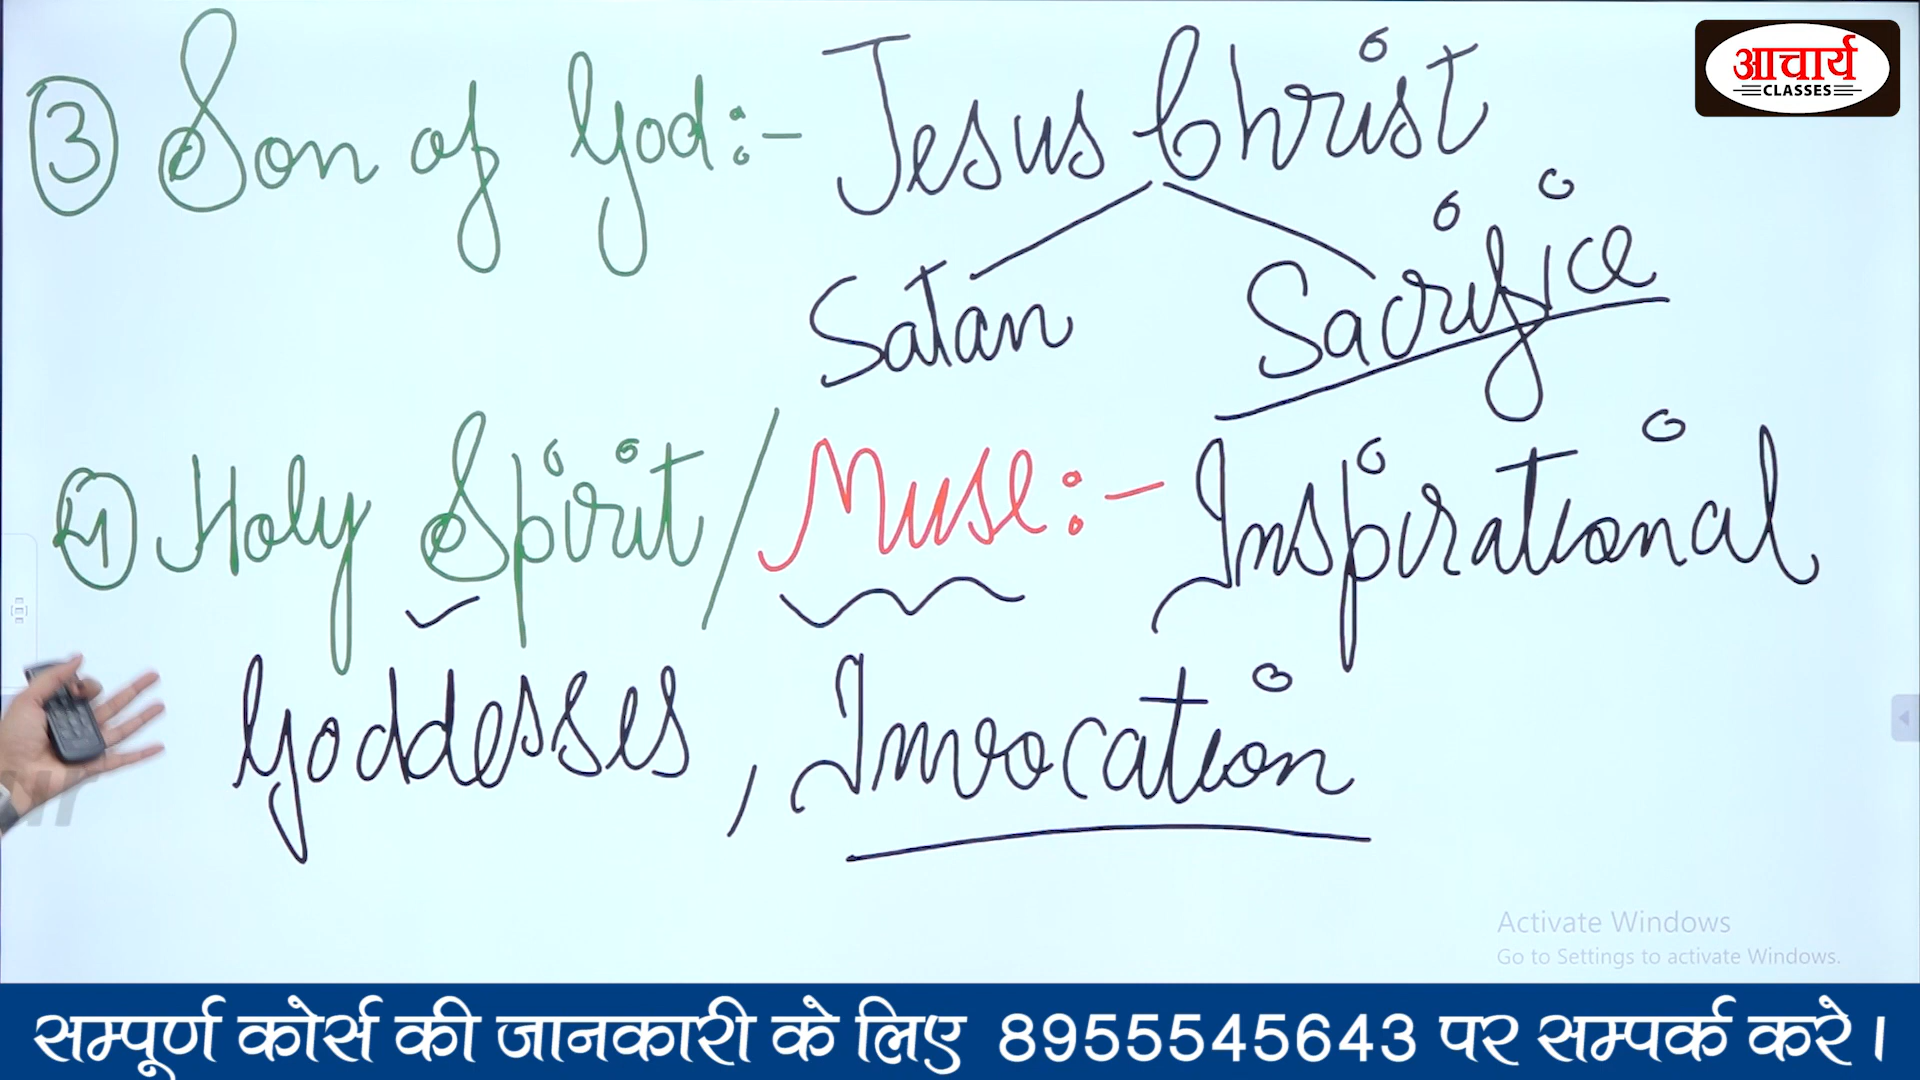 आचार्य
CLASSES
③ Son of God:- Jesus Christ
Satan Sacrifice
④ Holy Spirit / Muse:- Inspirational
Goddesses, Invocation
Activate Windows
Go to Settings to activate Windows.
सम्पूर्ण कोर्स की जानकारी के लिए 8955545643 पर सम्पर्क करे।